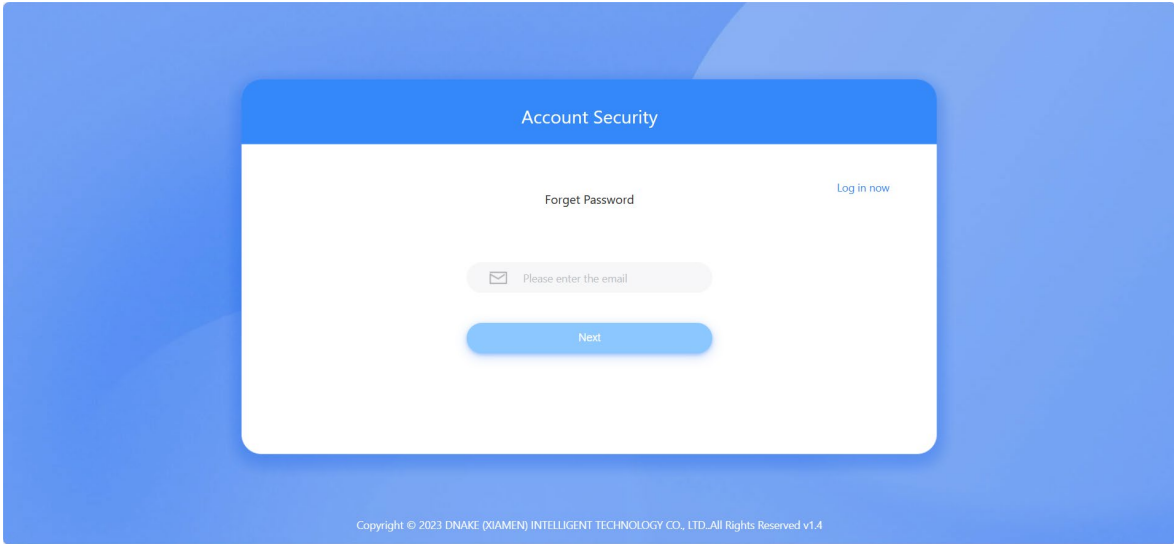 Account Security
Log in now
Forget Password
Please enter the email
Next
Copyright © 2023 DNAKE (XIAMEN) INTELLIGENT TECHNOLOGY CO., LTD..All Rights Reserved v1.4